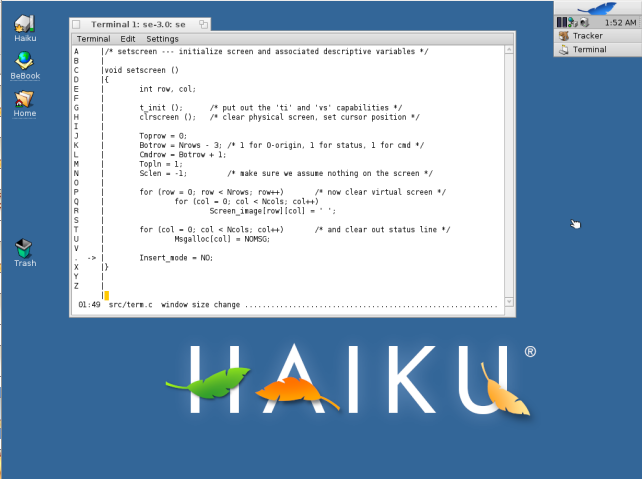 Terminal 1: se-3.0: se
1:52 AM
Tracker
Terminal
Haiku
BeBook
Home
Trash
Terminal Edit Settings
A |/* setscreen --- initialize screen and associated descriptive variables */
B |
C |void setscreen ()
D |{
E | int row, col;
F |
G | t_init (); /* put out the 'ti' and 'vs' capabilities */
H | clrscreen (); /* clear physical screen, set cursor position */
I |
J | Toprow = 0;
K | Botrow = Nrows - 3; /* 1 for 0-origin, 1 for status, 1 for cmd */
L | Cmdrow = Botrow + 1;
M | Topln = 1;
N | Sclen = -1; /* make sure we assume nothing on the screen */
O |
P | for (row = 0; row < Nrows; row++) /* now clear virtual screen */
Q | for (col = 0; col < Ncols; col++)
R | Screen_image[row][col] = ' ';
S |
T | for (col = 0; col < Ncols; col++) /* and clear out status line */
U | Msgalloc[col] = NOMSG;
V |
. -> | Insert_mode = NO;
X |}
Y |
Z |
|
01:49 src/term.c window size change ..........................................................
HAIKU®